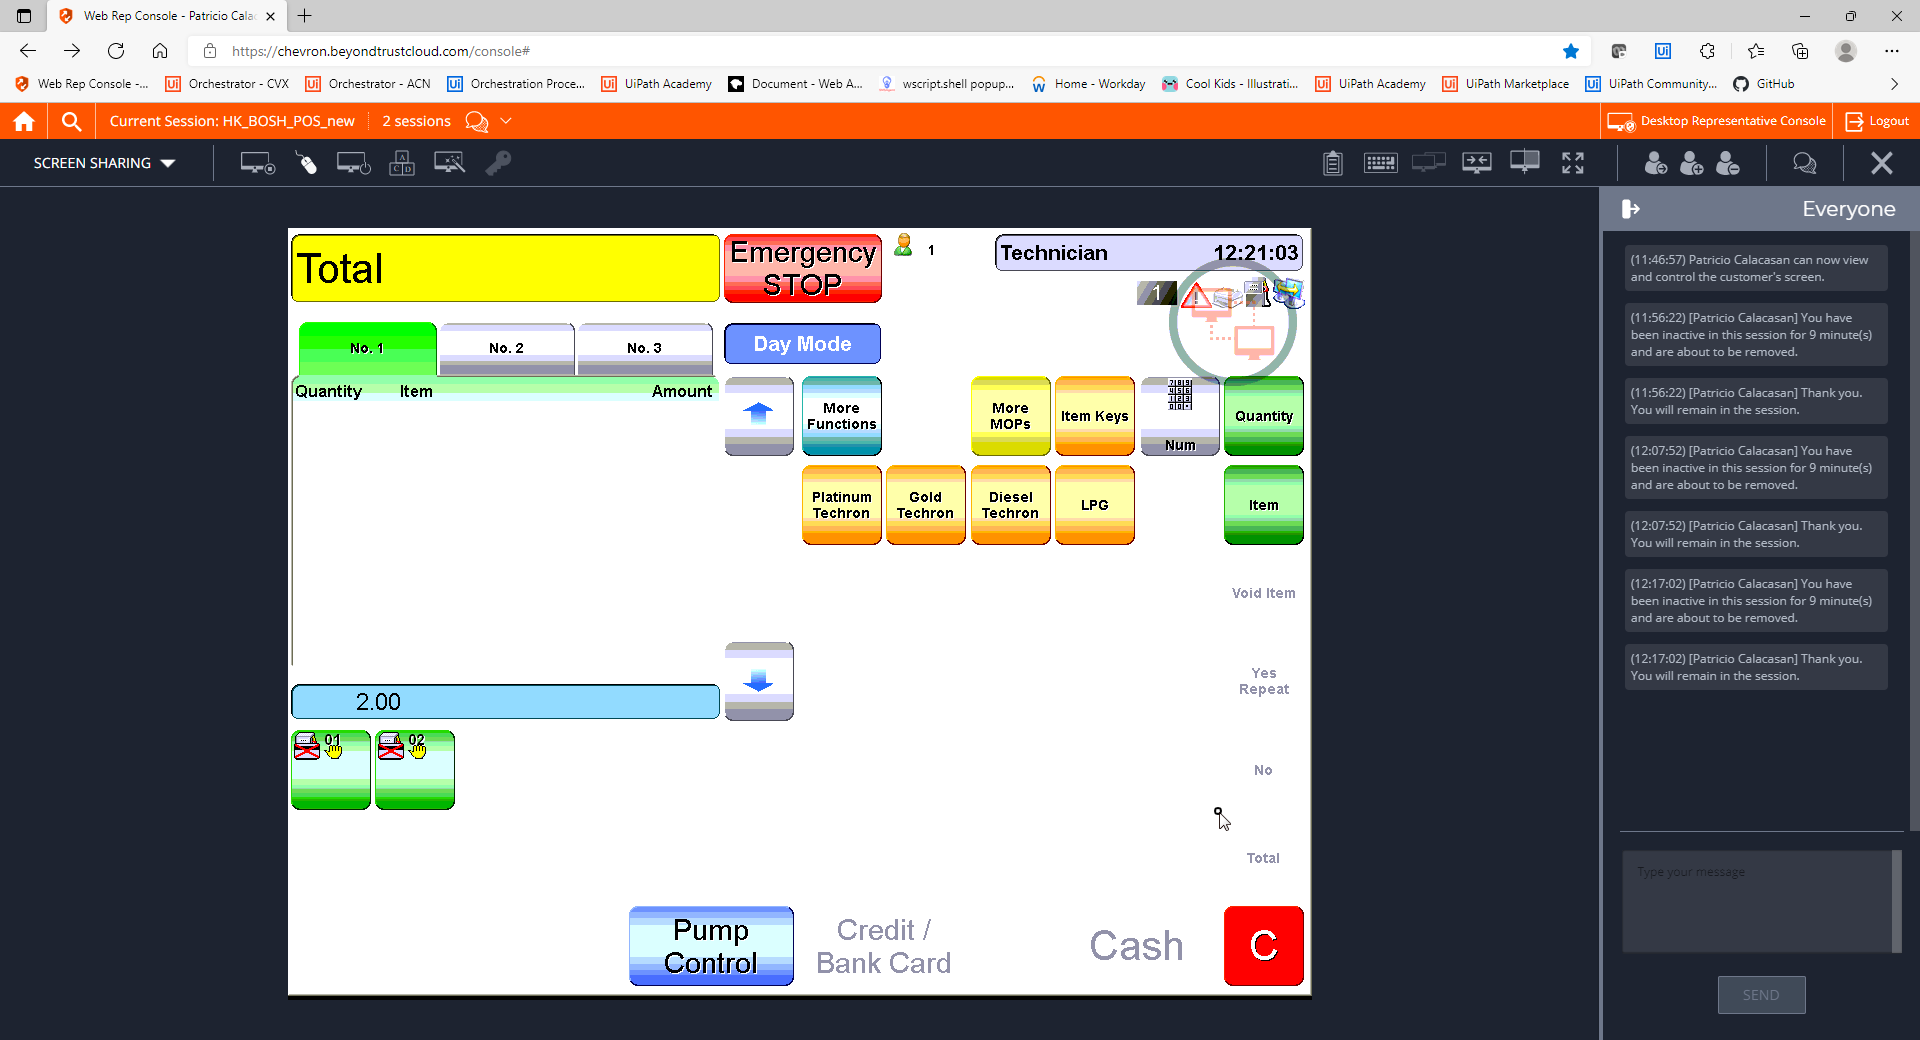 Web Rep Console - Patricio Cala
https://chevron.beyondtrustcloud.com/console#
Web Rep Console -...
Orchestrator - CVX
Orchestrator - ACN
Orchestration Proce...
UiPath Academy
Document - Web A...
wscript.shell popup...
Home - Workday
Cool Kids - Illustrati...
UiPath Academy
UiPath Marketplace
UiPath Community...
GitHub
Current Session: HK_BOSH_POS_new
2 sessions
Desktop Representative Console
Logout
SCREEN SHARING
Everyone
Total
Emergency
STOP
1
Technician
12:21:03
1
No. 1
No. 2
No. 3
Day Mode
Quantity
Item
Amount
More
Functions
More
MOPs
Item Keys
Num
Quantity
Platinum
Techron
Gold
Techron
Diesel
Techron
LPG
Item
Void Item
Yes
Repeat
2.00
01
02
No
Total
Pump
Control
Credit /
Bank Card
Cash
C
(11:46:57) Patricio Calacasan can now view
and control the customer's screen.
(11:56:22) [Patricio Calacasan] You have
been inactive in this session for 9 minute(s)
and are about to be removed.
(11:56:22) [Patricio Calacasan] Thank you.
You will remain in the session.
(12:07:52) [Patricio Calacasan] You have
been inactive in this session for 9 minute(s)
and are about to be removed.
(12:07:52) [Patricio Calacasan] Thank you.
You will remain in the session.
(12:17:02) [Patricio Calacasan] You have
been inactive in this session for 9 minute(s)
and are about to be removed.
(12:17:02) [Patricio Calacasan] Thank you.
You will remain in the session.
Type your message
SEND